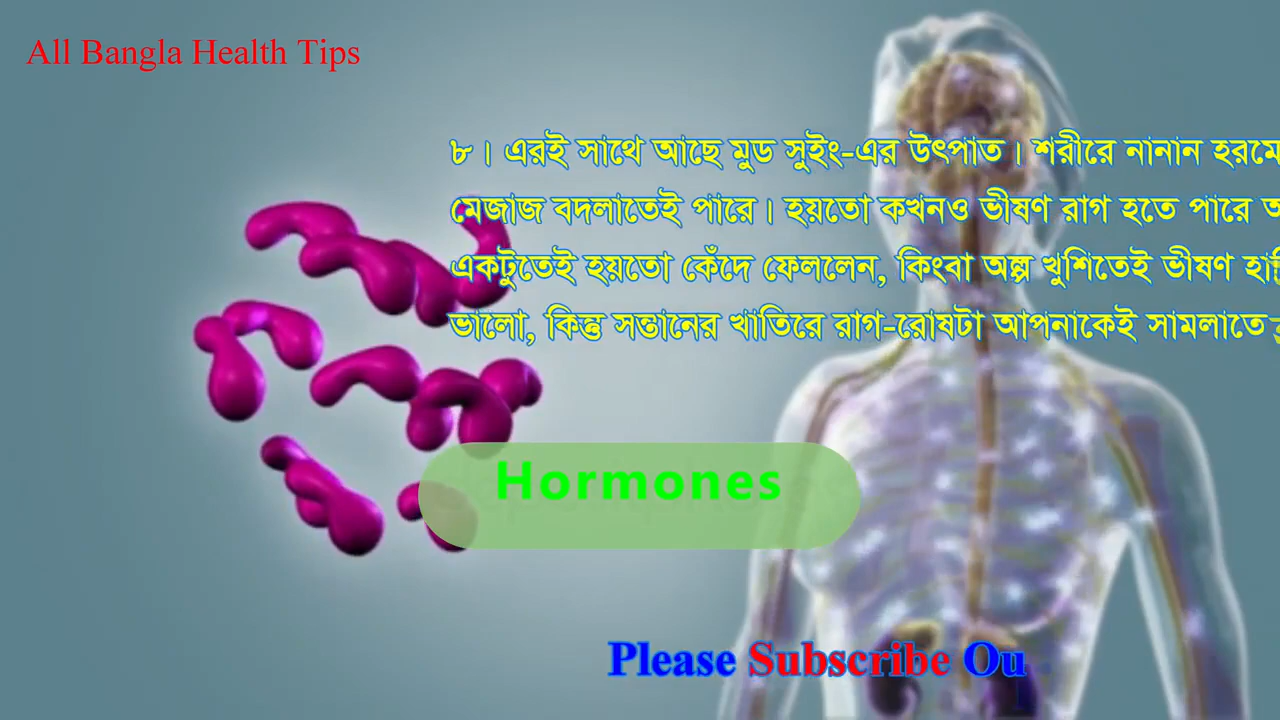 All Bangla Health Tips
৮। এরই সাথে আছে মুড সুইং-এর উৎপাত। শরীরে নানান হরমো
মেজাজ বদলাতেই পারে। হয়তো কখনও ভীষণ রাগ হতে পারে
একটুতেই হয়তো কেঁদে ফেললেন, কিংবা অল্প খুশিতেই ভীষণ
ভালো, কিন্তু সন্তানের খাতিরে রাগ-রোষটা আপনাকেই সামলাতে
Hormones
Please Subscribe Ou